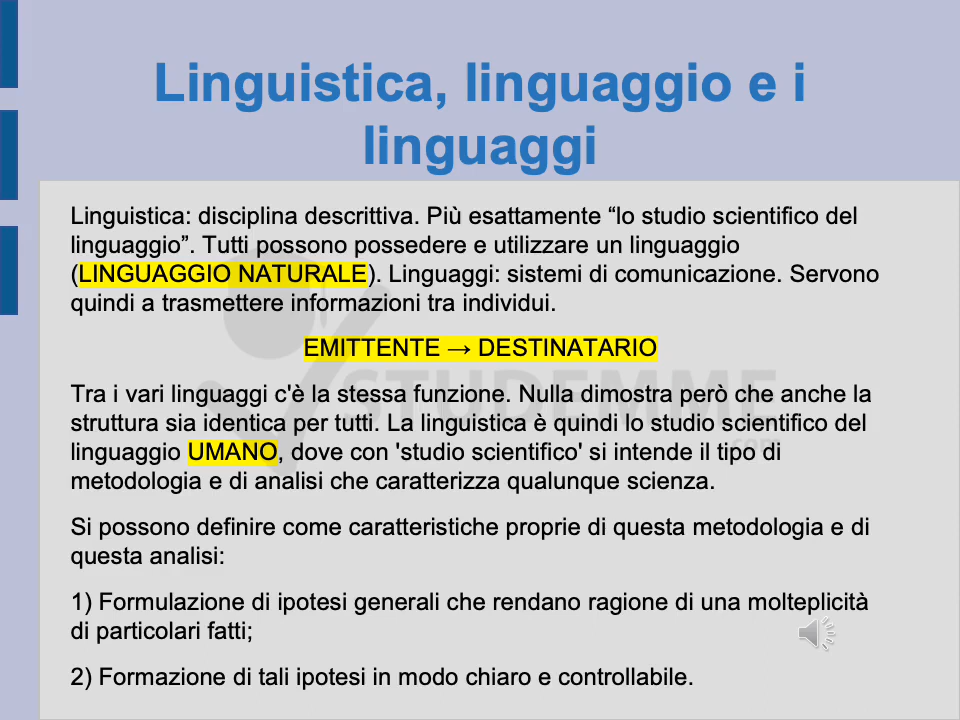 Linguistica, linguaggio e i
linguaggi
Linguistica: disciplina descrittiva. Più esattamente “lo studio scientifico del
linguaggio”. Tutti possono possedere e utilizzare un linguaggio
(LINGUAGGIO NATURALE). Linguaggi: sistemi di comunicazione. Servono
quindi a trasmettere informazioni tra individui.
EMITTENTE → DESTINATARIO
Tra i vari linguaggi c'è la stessa funzione. Nulla dimostra però che anche la
STUDEMME
struttura sia identica per tutti. La linguistica è quindi lo studio scientifico del
.com
linguaggio UMANO, dove con 'studio scientifico' si intende il tipo di
metodologia e di analisi che caratterizza qualunque scienza.
Si possono definire come caratteristiche proprie di questa metodologia e di
questa analisi:
1) Formulazione di ipotesi generali che rendano ragione di una molteplicità
di particolari fatti;
2) Formazione di tali ipotesi in modo chiaro e controllabile.